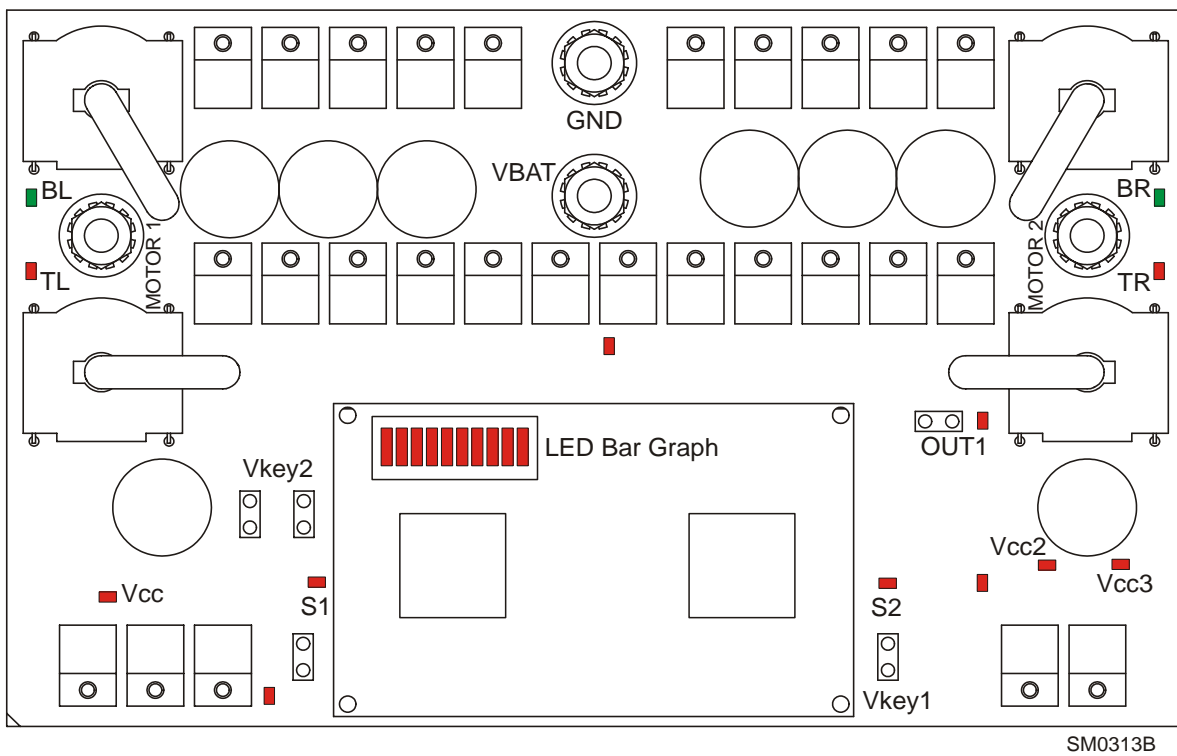 GND
VBAT
BL
BR
MOTOR 1
MOTOR 2
TL
TR
LED Bar Graph
OUT1
Vkey2
Vcc2
Vcc3
Vcc
S1
S2
Vkey1
SM0313B